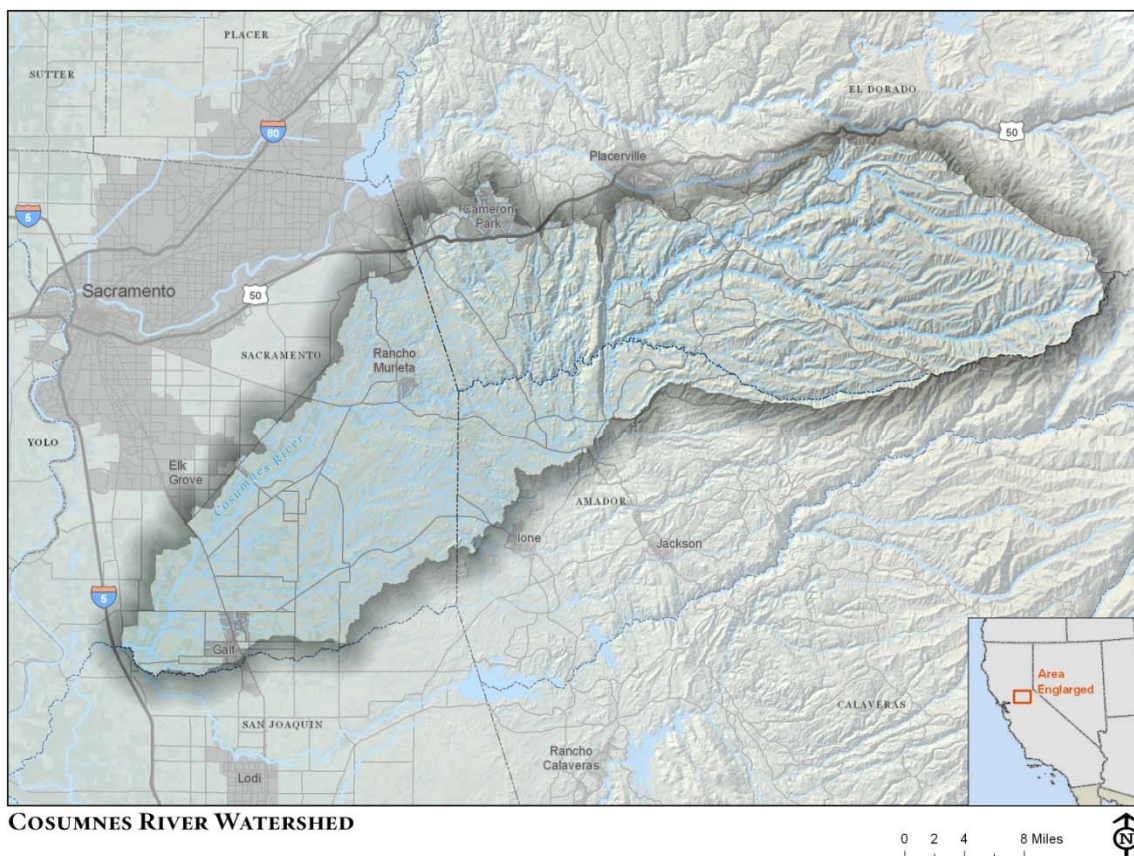 PLACER
SUTTER
EL DORADO
80
50
Placerville
5
Cameron
Park
Sacramento
50
SACRAMENTO
Rancho
Murieta
YOLO
Elk
Grove
Cosumnes River
AMADOR
Ione
Jackson
5
Galt
Area
Englarged
SAN JOAQUIN
CALAVERAS
Rancho
Calaveras
Lodi
COSUMNES RIVER WATERSHED
0 2 4 8 Miles
N